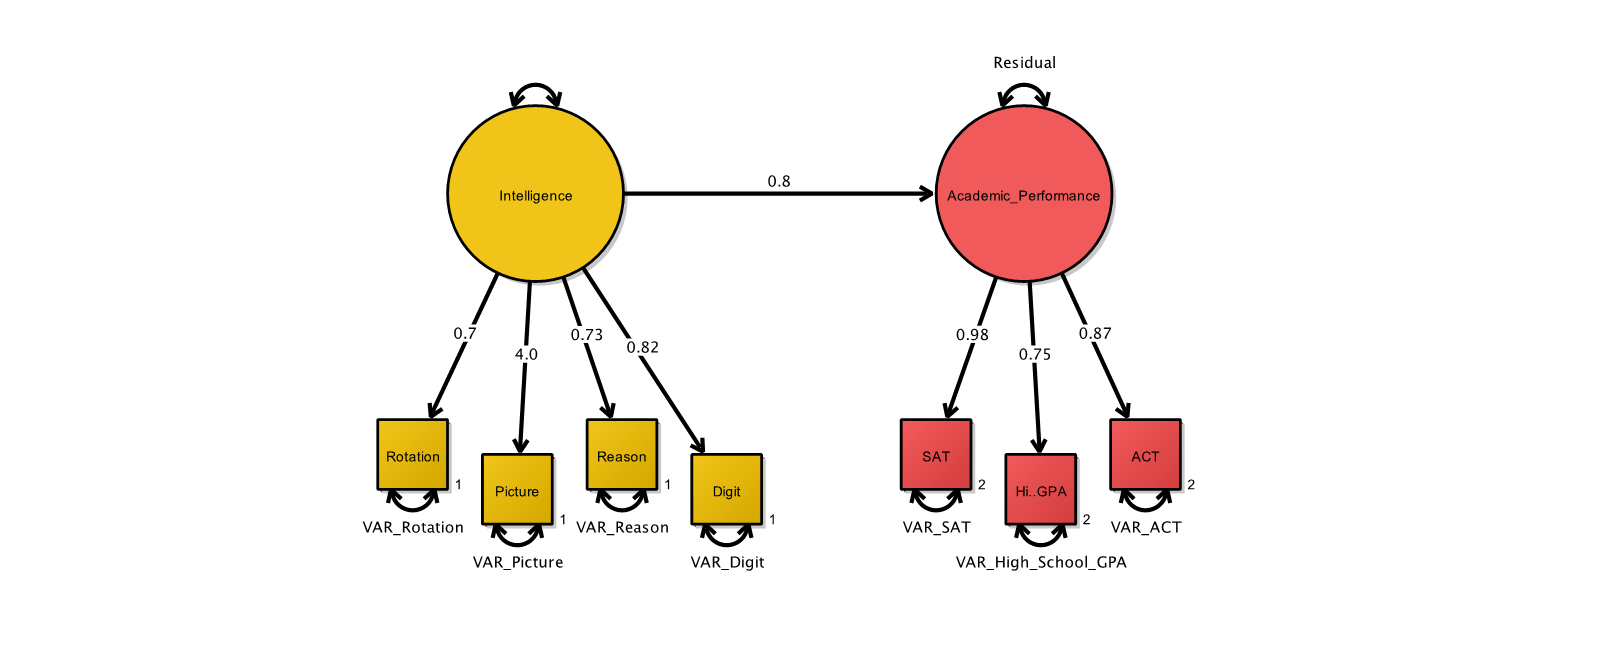 Residual
Intelligence
0.8
Academic_Performance
0.7
4.0
0.73
0.82
0.98
0.75
0.87
Rotation
1
VAR_Rotation
Picture
1
VAR_Picture
Reason
1
VAR_Reason
Digit
1
VAR_Digit
SAT
2
VAR_SAT
Hi..GPA
2
VAR_High_School_GPA
ACT
2
VAR_ACT